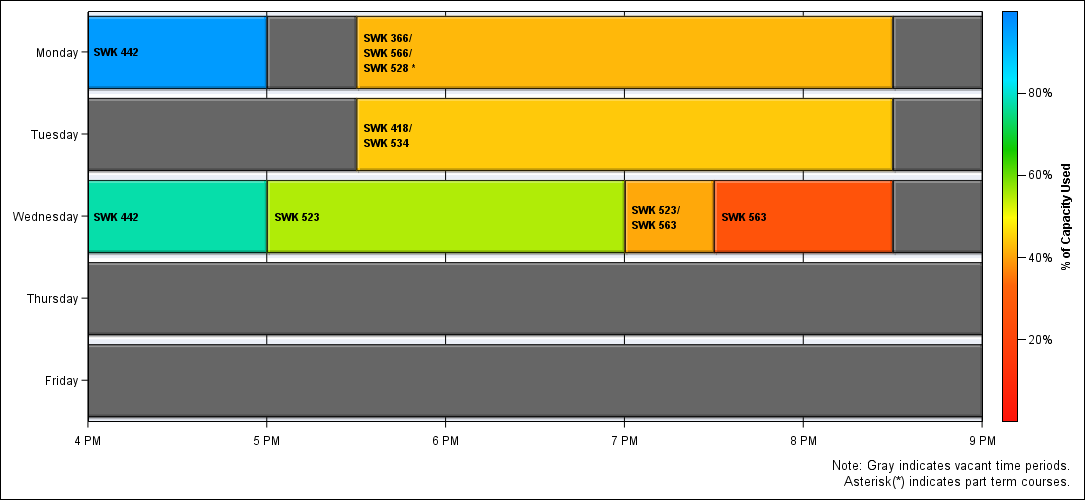 Monday
SWK 442
SWK 366/
SWK 566/
SWK 528 *
Tuesday
SWK 418/
SWK 534
Wednesday
SWK 442
SWK 523
SWK 523/
SWK 563
SWK 563
Thursday
Friday
4 PM
5 PM
6 PM
7 PM
8 PM
9 PM
80%
60%
40%
20%
% of Capacity Used
Note: Gray indicates vacant time periods.
Asterisk(*) indicates part term courses.